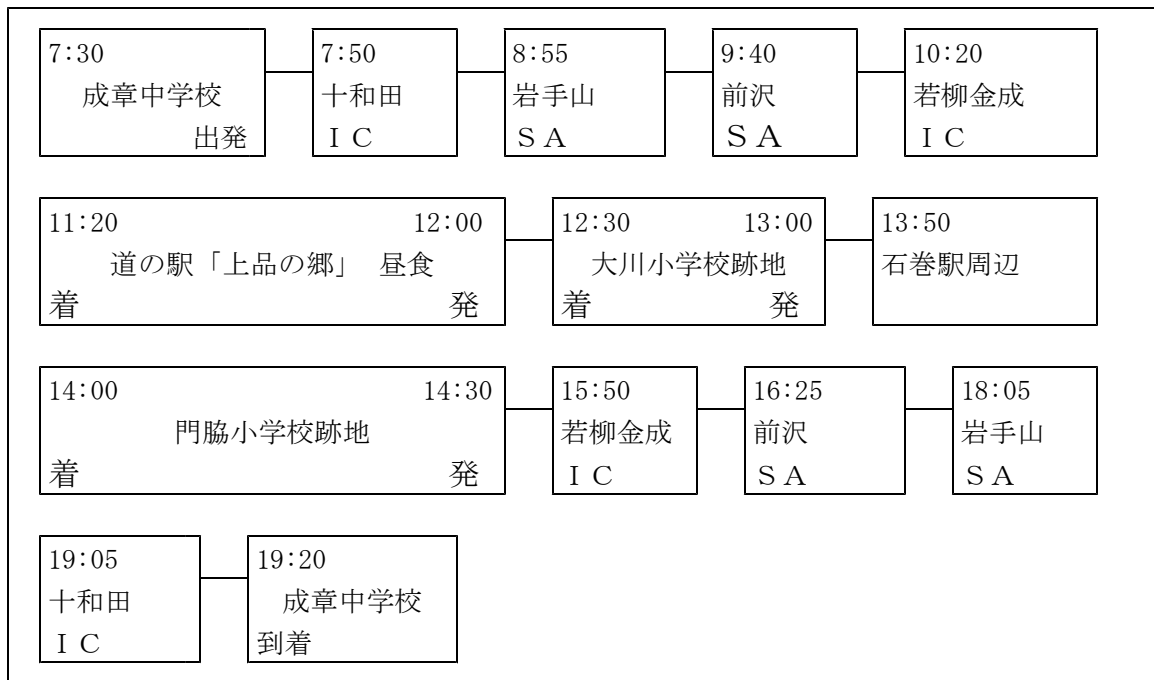 7:30 7:50 8:55 9:40 10:20
成章中学校 十和田 岩手山 前沢 若柳金成
出発 ＩＣ ＳＡ ＳＡ ＩＣ
11:20 12:00 12:30 13:00 13:50
道の駅「上品の郷」 昼食 大川小学校跡地 石巻駅周辺
着 発 着 発
14:00 14:30 15:50 16:25 18:05
門脇小学校跡地 若柳金成 前沢 岩手山
着 発 ＩＣ ＳＡ ＳＡ
19:05 19:20
十和田 成章中学校
ＩＣ 到着